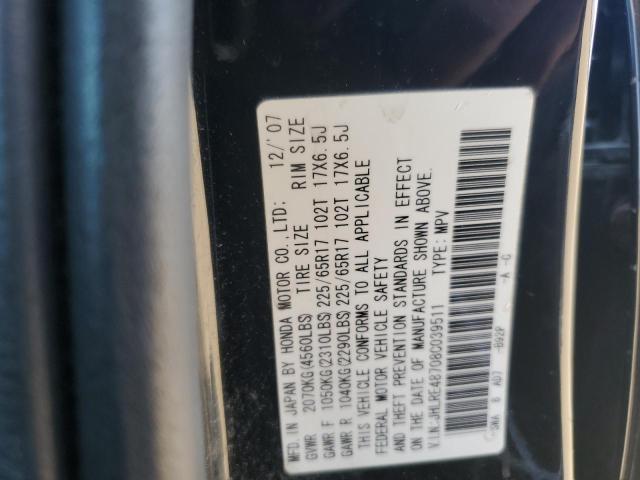 MFD. IN JAPAN BY HONDA MOTOR CO., LTD: 12/'07
GVWR 2070KG(4560LBS) TIRE SIZE RIM SIZE
GAWR F 1050KG(2310LBS) 225/65R17 102T 17X6.5J
GAWR R 1040KG(2290LBS) 225/65R17 102T 17X6.5J
THIS VEHICLE CONFORMS TO ALL APPLICABLE
FEDERAL MOTOR VEHICLE SAFETY
AND THEFT PREVENTION STANDARDS IN EFFECT
ON THE DATE OF MANUFACTURE SHOWN ABOVE.
V.I.N:JHLRE48708C039511 TYPE: MPV
SWA B AD7 -B92P -A -C